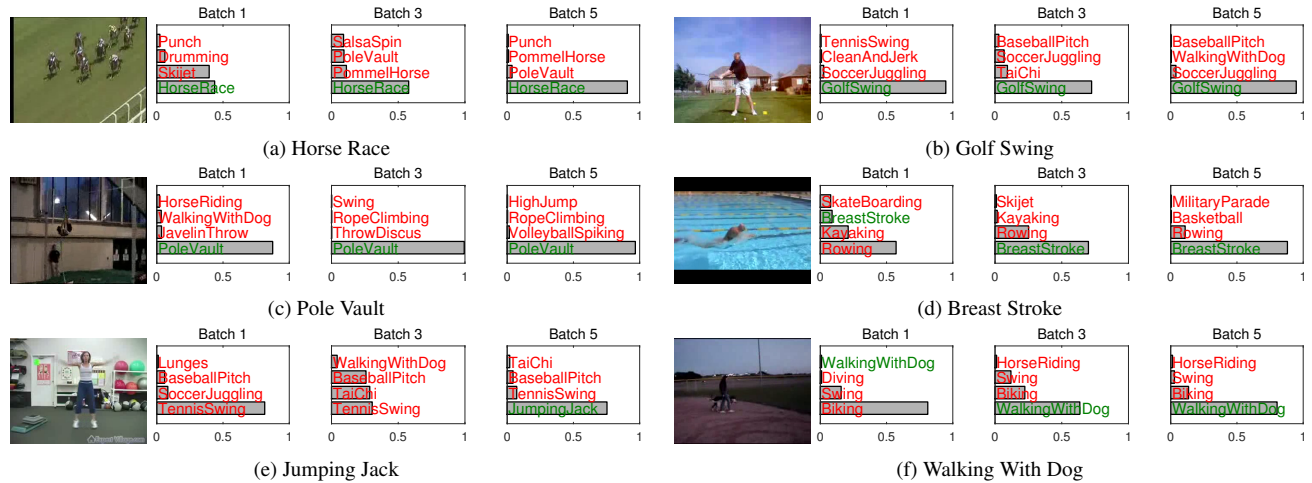 Batch 1
Punch
Drumming
Skijet
HorseRace
0 0.5 1
Batch 3
SalsaSpin
PoleVault
PommelHorse
HorseRace
0 0.5 1
Batch 5
Punch
PommelHorse
PoleVault
HorseRace
0 0.5 1
(a) Horse Race
Batch 1
TennisSwing
CleanAndJerk
SoccerJuggling
GolfSwing
0 0.5 1
Batch 3
BaseballPitch
SoccerJuggling
TaiChi
GolfSwing
0 0.5 1
Batch 5
BaseballPitch
WalkingWithDog
SoccerJuggling
GolfSwing
0 0.5 1
(b) Golf Swing
Batch 1
HorseRiding
WalkingWithDog
JavelinThrow
PoleVault
0 0.5 1
Batch 3
Swing
RopeClimbing
ThrowDiscus
PoleVault
0 0.5 1
Batch 5
HighJump
RopeClimbing
VolleyballSpiking
PoleVault
0 0.5 1
(c) Pole Vault
Batch 1
SkateBoarding
BreastStroke
Kayaking
Rowing
0 0.5 1
Batch 3
Skijet
Kayaking
Rowing
BreastStroke
0 0.5 1
Batch 5
MilitaryParade
Basketball
Rowing
BreastStroke
0 0.5 1
(d) Breast Stroke
Batch 1
Lunges
BaseballPitch
SoccerJuggling
TennisSwing
0 0.5 1
Batch 3
WalkingWithDog
BaseballPitch
TaiChi
TennisSwing
0 0.5 1
Batch 5
TaiChi
BaseballPitch
TennisSwing
JumpingJack
0 0.5 1
(e) Jumping Jack
Batch 1
WalkingWithDog
Diving
Swing
Biking
0 0.5 1
Batch 3
HorseRiding
Swing
Biking
WalkingWithDog
0 0.5 1
Batch 5
HorseRiding
Swing
Biking
WalkingWithDog
0 0.5 1
(f) Walking With Dog